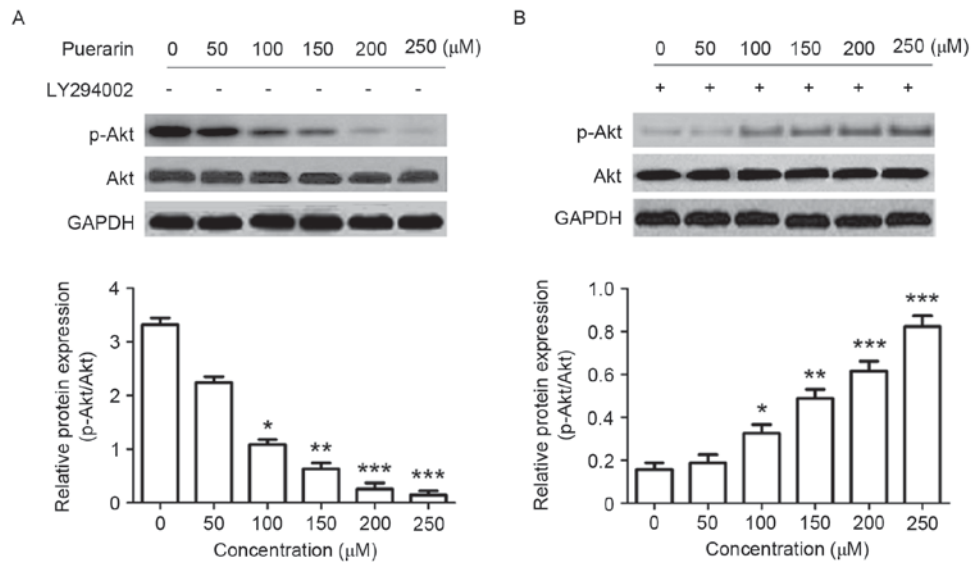 A
Puerarin 0 50 100 150 200 250 (μM)
LY294002 - - - - - -
p-Akt
Akt
GAPDH
Relative protein expression
(p-Akt/Akt)
4
3
2
1
0
* ** *** ***
0 50 100 150 200 250
Concentration (μM)
B
0 50 100 150 200 250 (μM)
+ + + + + +
p-Akt
Akt
GAPDH
Relative protein expression
(p-Akt/Akt)
1.0
0.8
0.6
0.4
0.2
0
* ** *** ***
0 50 100 150 200 250
Concentration (μM)